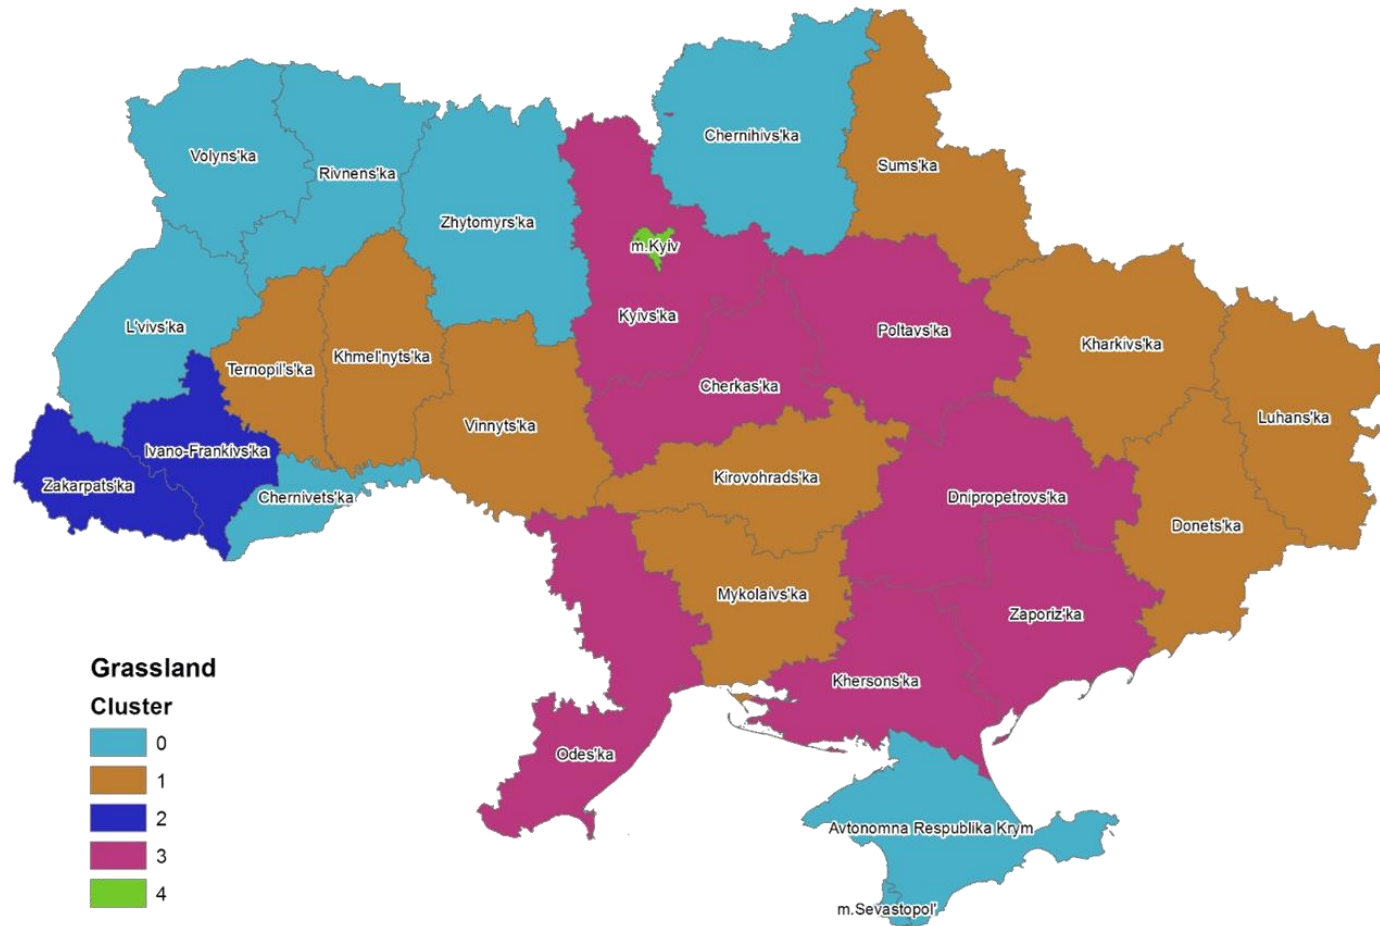 Chernihivs'ka
Volyns'ka
Sums'ka
Rivnens'ka
Zhytomyrs'ka
m.Kyiv
L'vivs'ka
Kyivs'ka
Poltavs'ka
Kharkivs'ka
Khmel'nyts'ka
Ternopil's'ka
Cherkas'ka
Luhans'ka
Vinnyts'ka
Ivano-Frankivs'ka
Kirovohrads'ka
Zakarpats'ka
Chernivets'ka
Dnipropetrovs'ka
Donets'ka
Mykolaivs'ka
Zaporiz'ka
Khersons'ka
Odes'ka
Avtonomna Respublika Krym
m.Sevastopol'
Grassland
Cluster
0
1
2
3
4